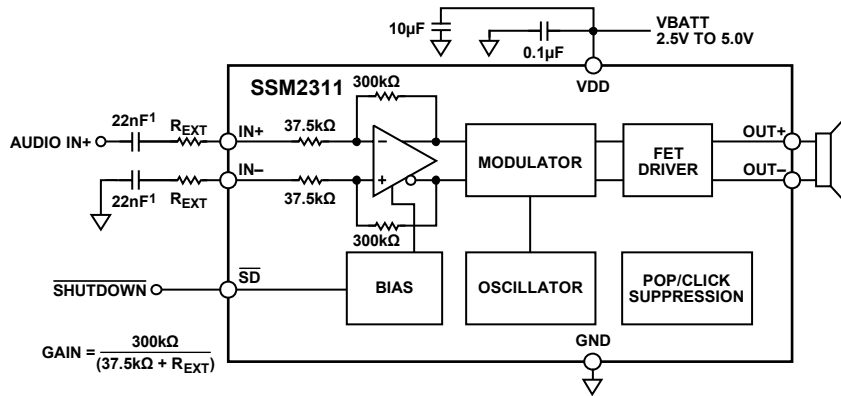 10µF
0.1µF
VBATT
2.5V TO 5.0V
VDD
SSM2311
300kΩ
AUDIO IN+
22nF1
REXT
IN+
37.5kΩ
−
MODULATOR
FET
DRIVER
OUT+
22nF1
REXT
IN–
37.5kΩ
+
OUT–
300kΩ
SHUTDOWN
SD
BIAS
OSCILLATOR
POP/CLICK
SUPPRESSION
GAIN = 300kΩ
(37.5kΩ + REXT)
GND